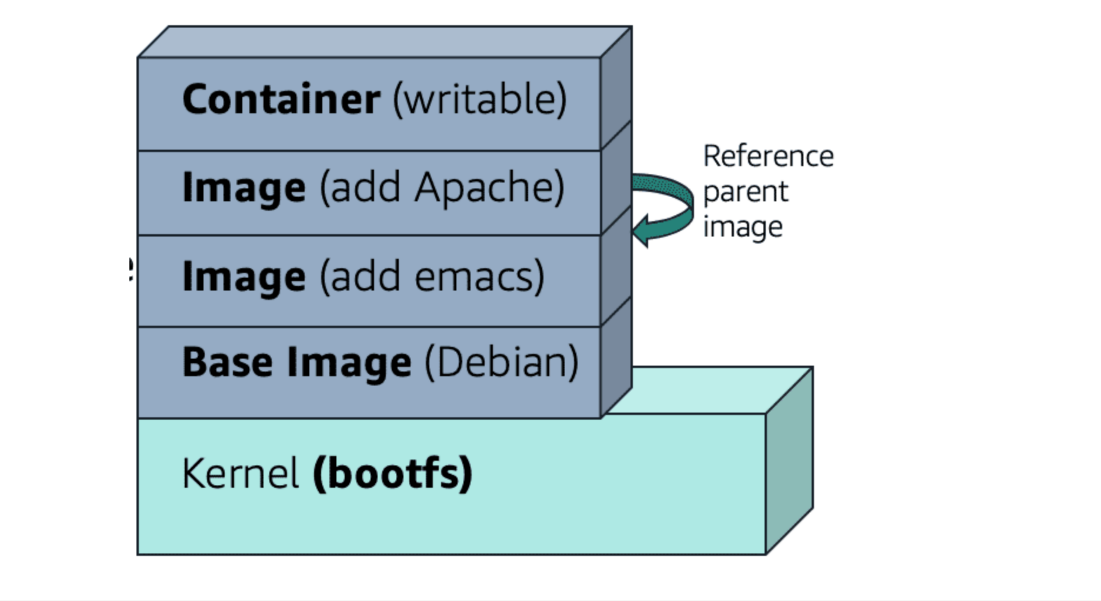 Container (writable)
Image (add Apache)
Reference
parent
image
Image (add emacs)
Base Image (Debian)
Kernel (bootfs)